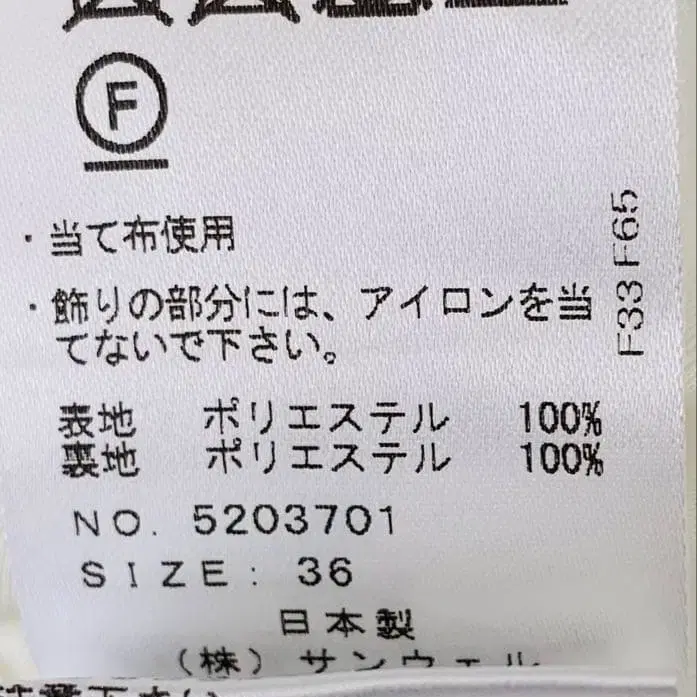 F
・当て布使用
・飾りの部分には、アイロンを当
てないで下さい。
表地 ポリエステル 100%
裏地 ポリエステル 100%
NO. 5203701
SIZE: 36
日本製
(株) サンウェル
F33 F65